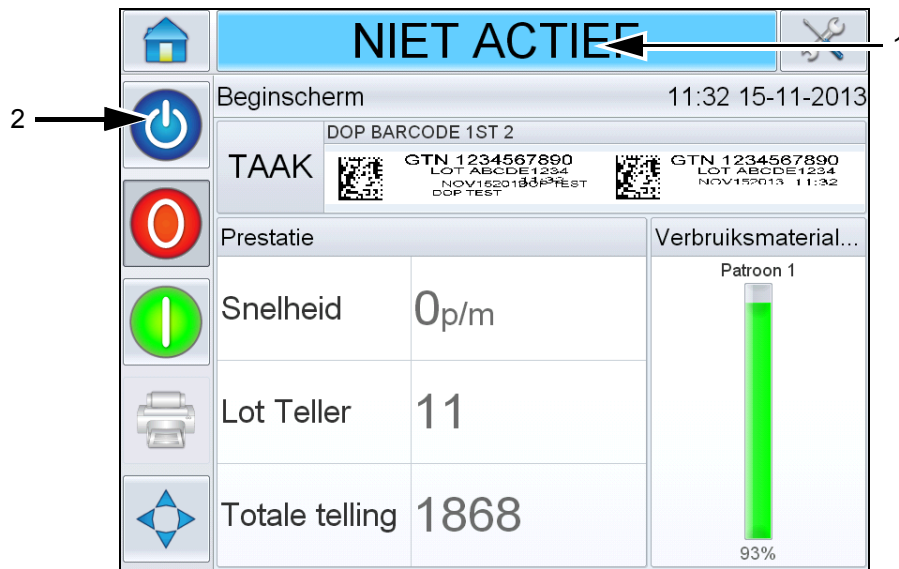 NIET ACTIEF
1
2
Beginscherm 11:32 15-11-2013
DOP BARCODE 1ST 2
TAAK
GTN 1234567890 GTN 1234567890
LOT ABCDE1234 LOT ABCDE1234
NOV152013 NOV152013 11:32
DOP TEST
Prestatie Verbruiksmaterial...
Patroon 1
Snelheid 0p/m
Lot Teller 11
Totale telling 1868
93%